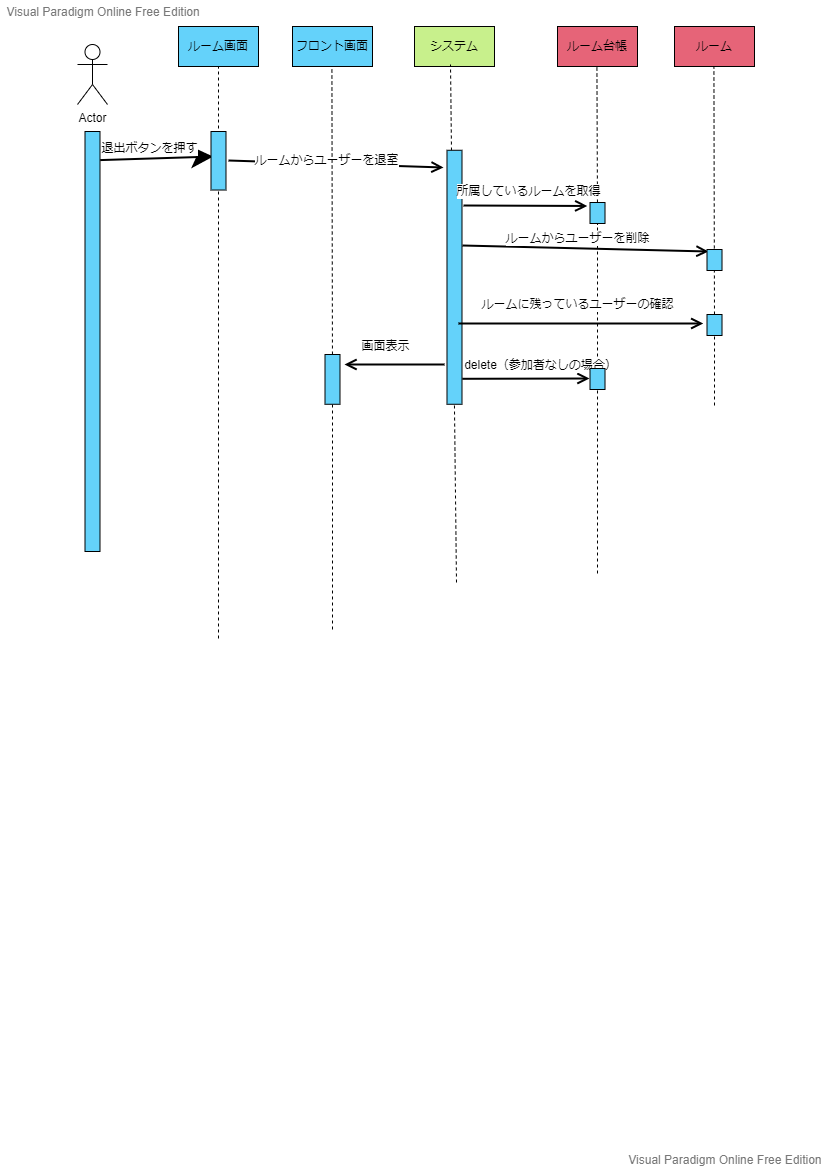 Visual Paradigm Online Free Edition
ルーム画面
フロント画面
システム
ルーム台帳
ルーム
Actor
退出ボタンを押す
ルームからユーザーを退室
所属しているルームを取得
ルームからユーザーを削除
ルームに残っているユーザーの確認
画面表示
delete（参加者なしの場合）
Visual Paradigm Online Free Edition